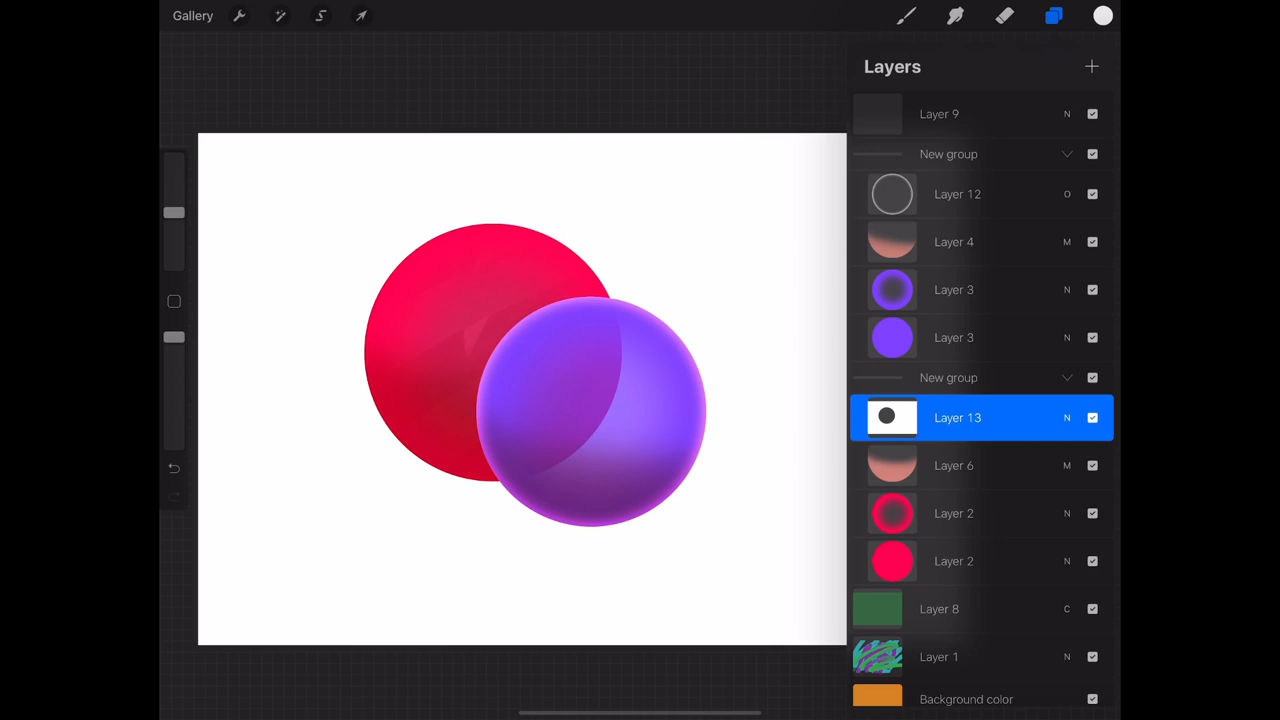 Gallery
Layers
Layer 9 N
New group
Layer 12 O
Layer 4 M
Layer 3 N
Layer 3 N
New group
Layer 13 N
Layer 6 M
Layer 2 N
Layer 2 N
Layer 8 C
Layer 1 N
Background color